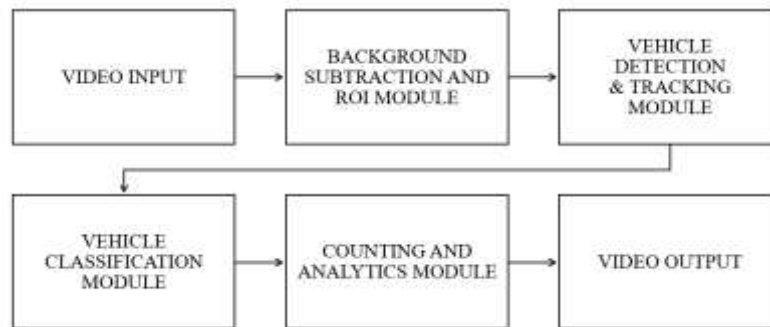 VIDEO INPUT
BACKGROUND
SUBTRACTION AND
ROI MODULE
VEHICLE
DETECTION
& TRACKING
MODULE
VEHICLE
CLASSIFICATION
MODULE
COUNTING AND
ANALYTICS MODULE
VIDEO OUTPUT